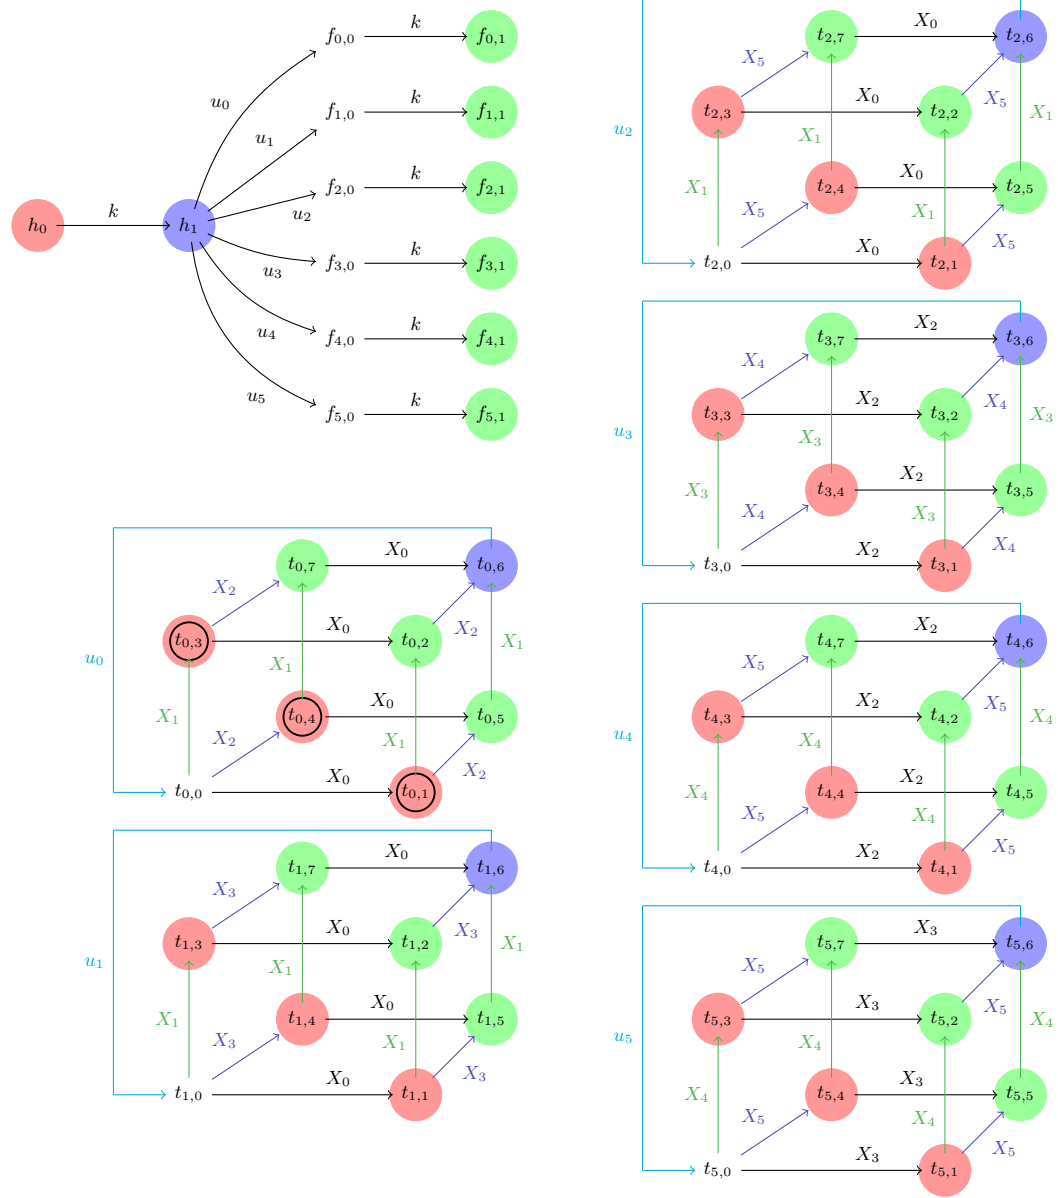 h₀ k h₁
u₀ f₀,₀ k f₀,₁
u₁ f₁,₀ k f₁,₁
u₂ f₂,₀ k f₂,₁
u₃ f₃,₀ k f₃,₁
u₄ f₄,₀ k f₄,₁
u₅ f₅,₀ k f₅,₁
t₀,₇ X₀ t₀,₆
X₂ X₂
t₀,₃ X₀ t₀,₂
u₀ X₁ X₁
X₁ t₀,₄ X₀ t₀,₅
X₂ X₁ X₂
t₀,₀ X₀ t₀,₁
t₁,₇ X₀ t₁,₆
X₃ X₃
t₁,₃ X₀ t₁,₂
u₁ X₁ X₁
X₁ t₁,₄ X₀ t₁,₅
X₃ X₁ X₃
t₁,₀ X₀ t₁,₁
t₂,₇ X₀ t₂,₆
X₅ X₅
t₂,₃ X₀ t₂,₂
u₂ X₁ X₁
X₁ t₂,₄ X₀ t₂,₅
X₅ X₁ X₅
t₂,₀ X₀ t₂,₁
t₃,₇ X₂ t₃,₆
X₄ X₄
t₃,₃ X₂ t₃,₂
u₃ X₃ X₃
X₃ t₃,₄ X₂ t₃,₅
X₄ X₃ X₄
t₃,₀ X₂ t₃,₁
t₄,₇ X₂ t₄,₆
X₅ X₅
t₄,₃ X₂ t₄,₂
u₄ X₄ X₄
X₄ t₄,₄ X₂ t₄,₅
X₅ X₄ X₅
t₄,₀ X₂ t₄,₁
t₅,₇ X₃ t₅,₆
X₅ X₅
t₅,₃ X₃ t₅,₂
u₅ X₄ X₄
X₄ t₅,₄ X₃ t₅,₅
X₅ X₄ X₅
t₅,₀ X₃ t₅,₁